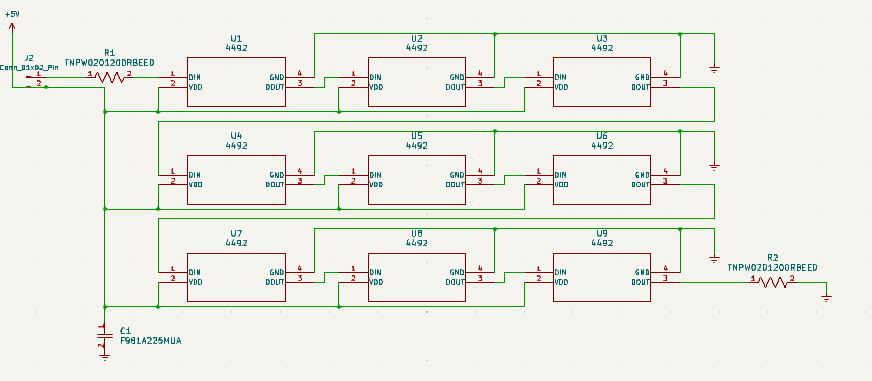 +5V
J2
Conn_01x02_Pin
1
2
R1
TNPW0201200RBEED
1 2
U1
4492
1 DIN GND 4
2 VDD DOUT 3
U2
4492
1 DIN GND 4
2 VDD DOUT 3
U3
4492
1 DIN GND 4
2 VDD DOUT 3
U4
4492
1 DIN GND 4
2 VDD DOUT 3
U5
4492
1 DIN GND 4
2 VDD DOUT 3
U6
4492
1 DIN GND 4
2 VDD DOUT 3
U7
4492
1 DIN GND 4
2 VDD DOUT 3
U8
4492
1 DIN GND 4
2 VDD DOUT 3
U9
4492
1 DIN GND 4
2 VDD DOUT 3
R2
TNPW0201200RBEED
1 2
C1
F981A225MUA
1
2